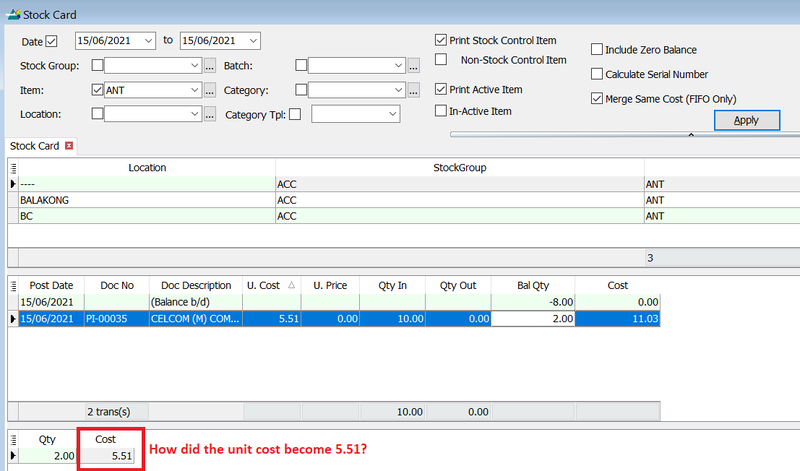 Stock Card
Date 15/06/2021 to 15/06/2021
Print Stock Control Item
Include Zero Balance
Stock Group: ... Batch: ...
Non-Stock Control Item
Calculate Serial Number
Item: ANT ... Category: ...
Print Active Item
Merge Same Cost (FIFO Only)
Location: ... Category Tpl:
In-Active Item
Apply
Stock Card
Location StockGroup
---- ACC ANT
BALAKONG ACC ANT
BC ACC ANT
3
Post Date Doc No Doc Description U. Cost U. Price Qty In Qty Out Bal Qty Cost
15/06/2021 (Balance b/d) -8.00 0.00
15/06/2021 PI-00035 CELCOM (M) COM... 5.51 0.00 10.00 0.00 2.00 11.03
2 trans(s) 10.00 0.00
Qty Cost
2.00 5.51
How did the unit cost become 5.51?